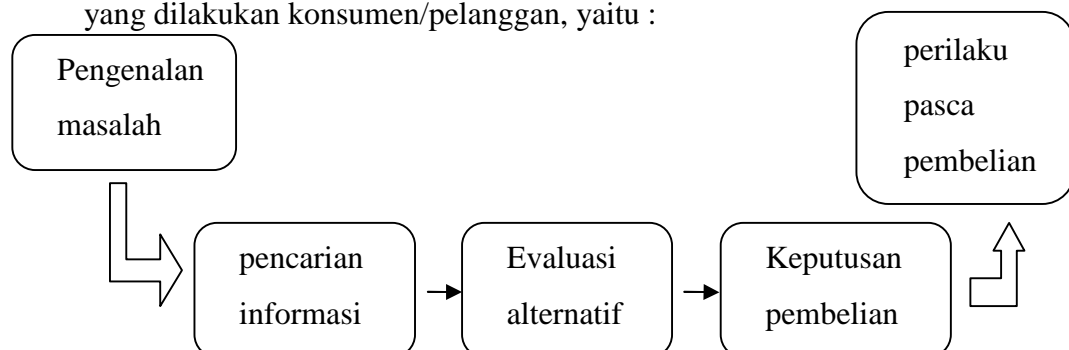 yang dilakukan konsumen/pelanggan, yaitu :
Pengenalan
masalah
pencarian
informasi
Evaluasi
alternatif
Keputusan
pembelian
perilaku
pasca
pembelian